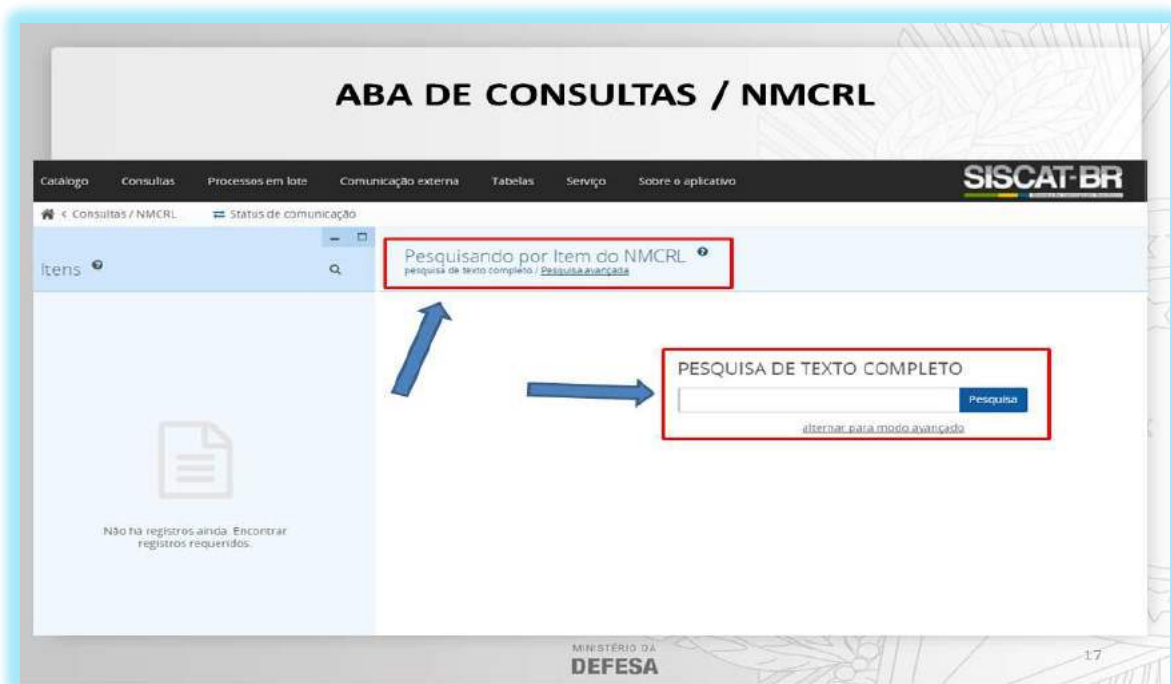 ABA DE CONSULTAS / NMCRL
Catálogo Consultas Processos em lote Comunicação externa Tabelas Serviço Sobre o aplicativo SISCAT-BR
< Consultas / NMCRL Status de comunicação
Itens
Pesquisando por Item do NMCRL
pesquisa de texto completo / Pesquisa avançada
PESQUISA DE TEXTO COMPLETO
Pesquisa
alternar para modo avançado
Não há registros ainda. Encontrar
registros requeridos.
MINISTÉRIO DA
DEFESA
17